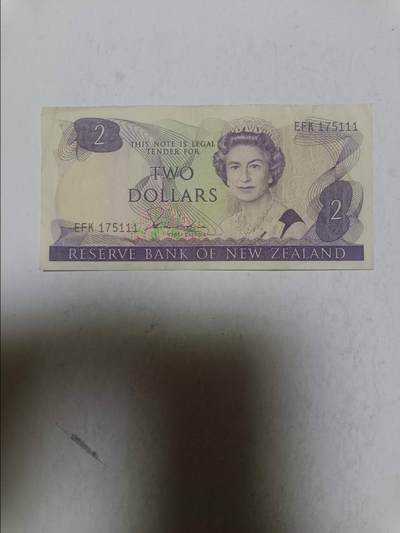 2
EFK 175111
THIS NOTE IS LEGAL
TENDER FOR
TWO
DOLLARS
2
EFK 175111
RESERVE BANK OF NEW ZEALAND